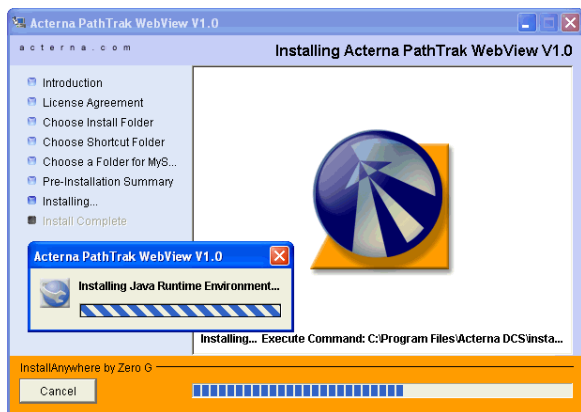 Acterna PathTrak WebView V1.0
acterna.com
Installing Acterna PathTrak WebView V1.0
Introduction
License Agreement
Choose Install Folder
Choose Shortcut Folder
Choose a Folder for MyS...
Pre-Installation Summary
Installing...
Install Complete
Acterna PathTrak WebView V1.0
Installing Java Runtime Environment...
Installing... Execute Command: C:\Program Files\Acterna DCS\insta...
InstallAnywhere by Zero G
Cancel